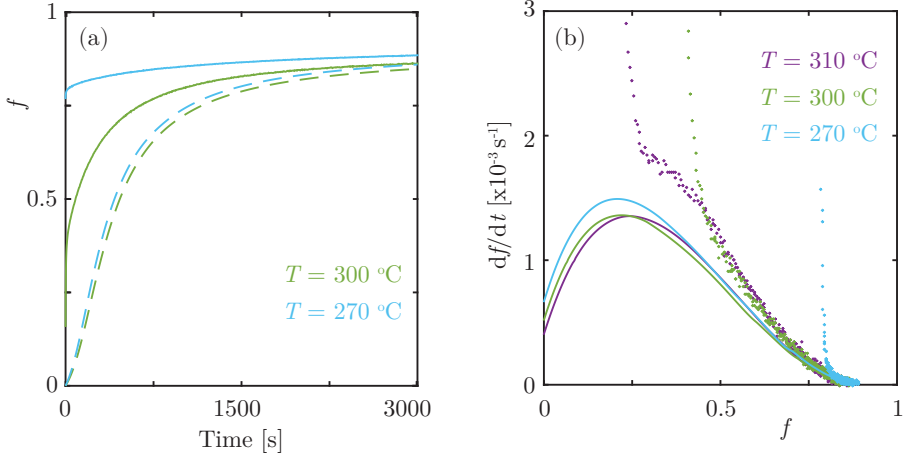 (a)
1
0.5
0
f
T = 300 °C
T = 270 °C
0
1500
3000
Time [s]
(b)
3
2
1
0
df/dt [x10⁻³ s⁻¹]
T = 310 °C
T = 300 °C
T = 270 °C
0
0.5
1
f